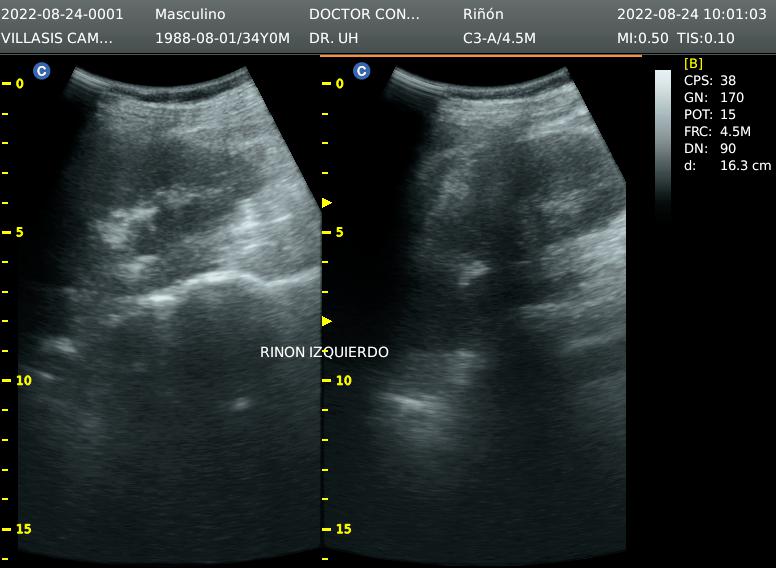 2022-08-24-0001 Masculino DOCTOR CON... Riñón 2022-08-24 10:01:03
VILLASIS CAM... 1988-08-01/34Y0M DR. UH C3-A/4.5M MI:0.50 TIS:0.10
C
C
[B]
CPS: 38
GN: 170
POT: 15
FRC: 4.5M
DN: 90
d: 16.3 cm
0
5
10
15
0
5
10
15
RINON IZQUIERDO